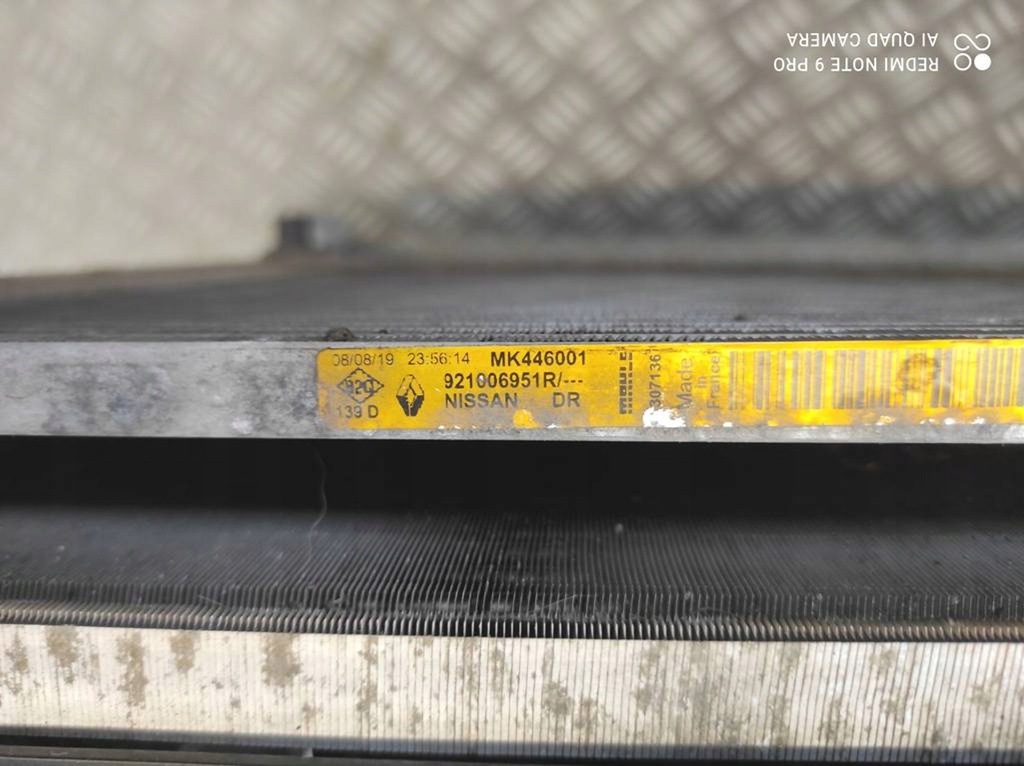 REDMI NOTE 9 PRO
AI QUAD CAMERA
08/08/19 23:56:14 MK446001
921006951R/---
139 D NISSAN DR
MAHLE
307136
Made
in
France